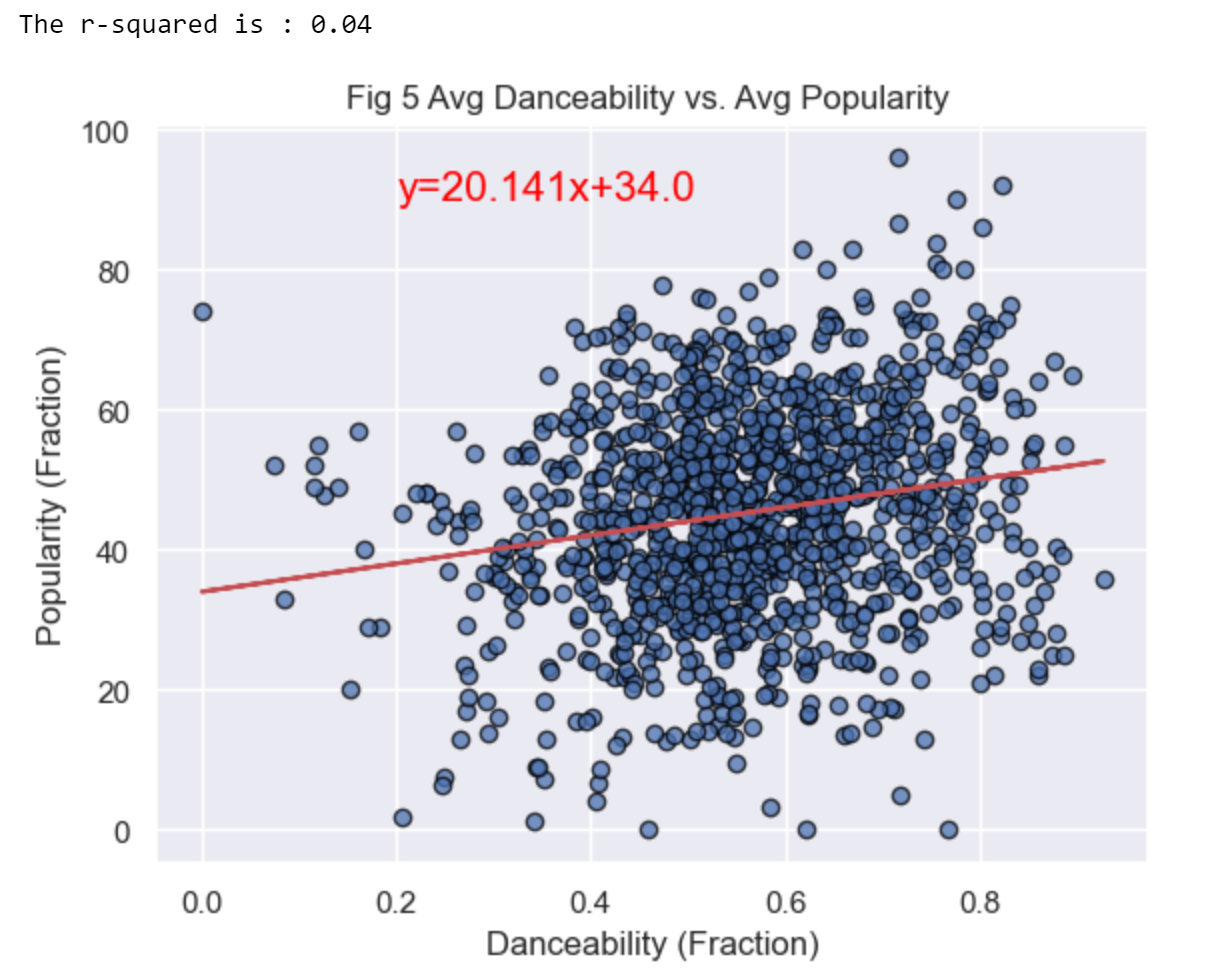 The r-squared is : 0.04
Fig 5 Avg Danceability vs. Avg Popularity
y=20.141x+34.0
Popularity (Fraction)
100
80
60
40
20
0
0.0 0.2 0.4 0.6 0.8
Danceability (Fraction)